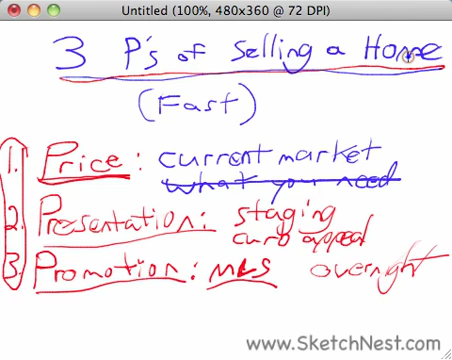 Untitled (100%, 480x360 @ 72 DPI)
3 P's of Selling a Home
(Fast)
1. Price: current market
what you need
2. Presentation: staging
curb appeal
3. Promotion: MLS overnight
www.SketchNest.com